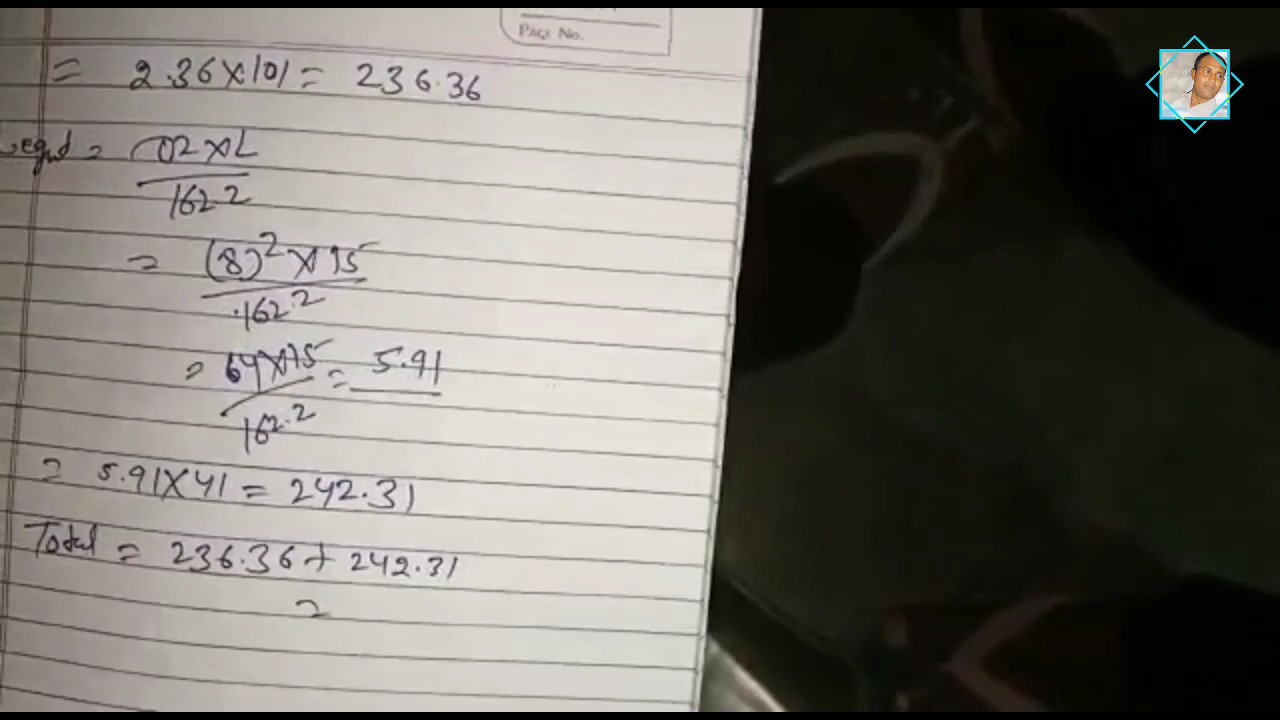 PAGE No.
= 2.36×101 = 236.36
= D2×L
162.2
= (8)²×15
162.2
= 64×15 = 5.91
162.2
= 5.91×41 = 242.31
Total = 236.36+242.31
=